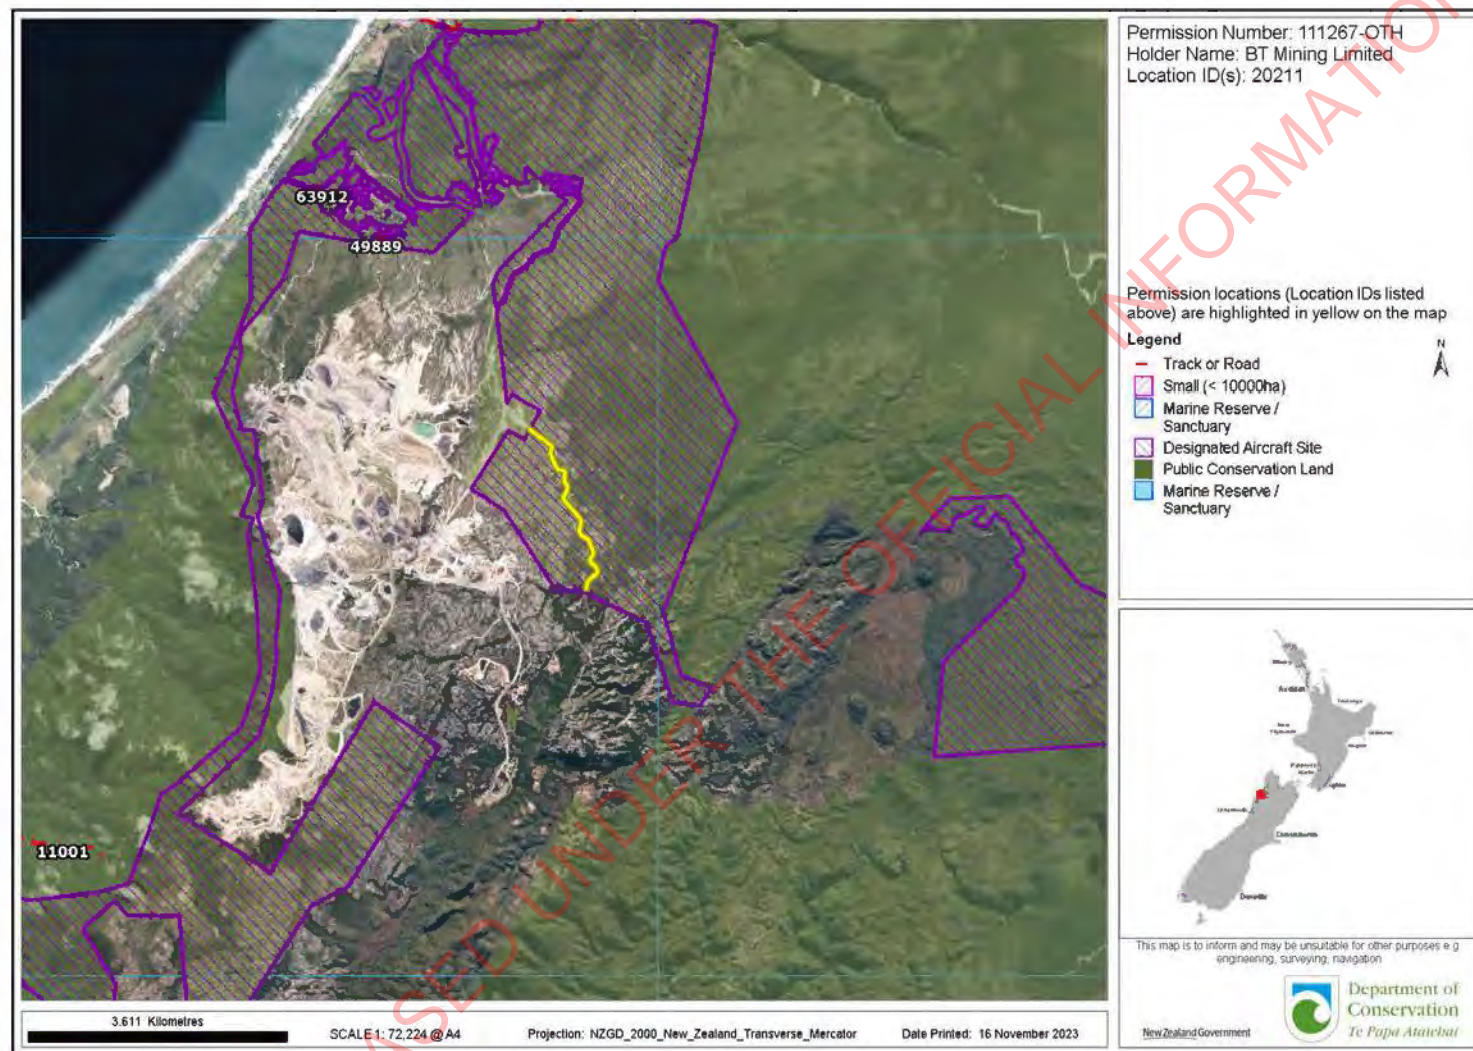 Permission Number: 111267-OTH
Holder Name: BT Mining Limited
Location ID(s): 20211
Permission locations (Location IDs listed
above) are highlighted in yellow on the map
Legend
N
Track or Road
Small (< 10000ha)
Marine Reserve /
Sanctuary
Designated Aircraft Site
Public Conservation Land
Marine Reserve /
Sanctuary
63912
49889
11001
ASED UNDER THE OFFICIAL INFORMATION
Dunedin
This map is to inform and may be unsuitable for other purposes e.g
engineering, surveying, navigation
New Zealand Government
Department of
Conservation
Te Papa Atawhai
3.611 Kilometres
SCALE 1: 72,224 @ A4
Projection: NZGD_2000_New_Zealand_Transverse_Mercator
Date Printed: 16 November 2023